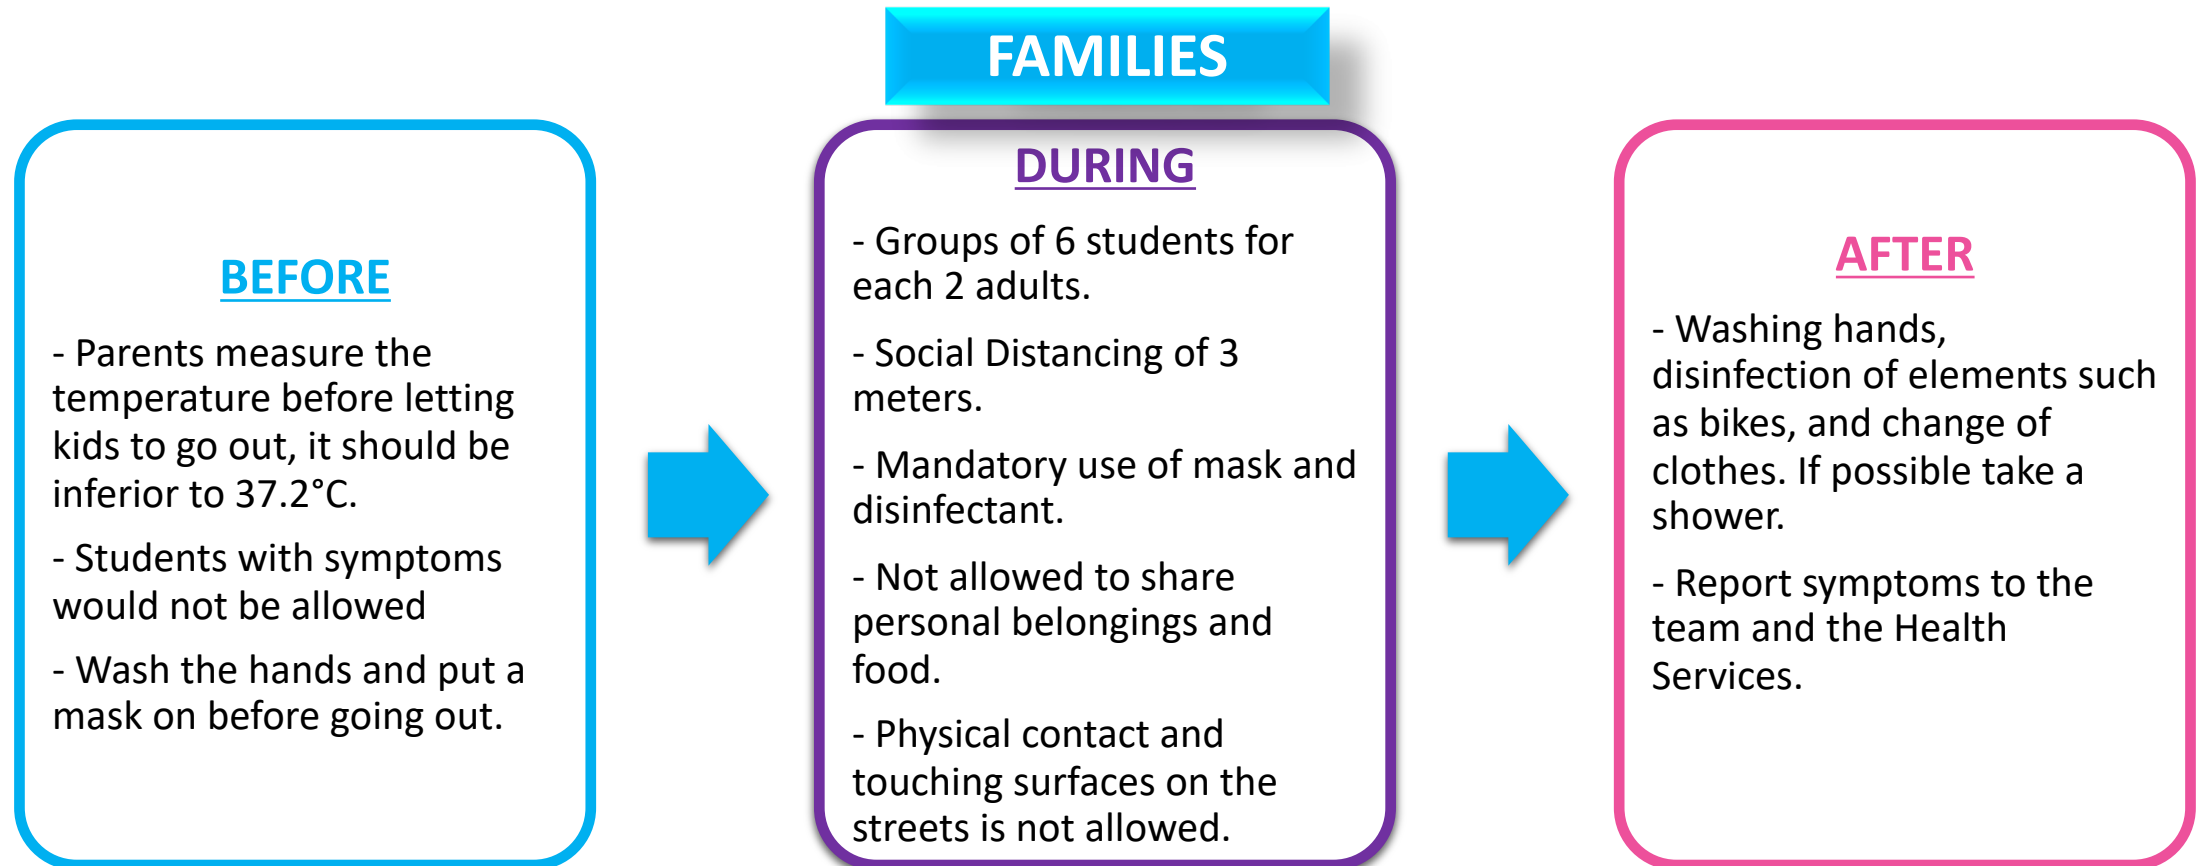 FAMILIES
BEFORE
- Parents measure the
temperature before letting
kids to go out, it should be
inferior to 37.2°C.
- Students with symptoms
would not be allowed
- Wash the hands and put a
mask on before going out.
DURING
- Groups of 6 students for
each 2 adults.
- Social Distancing of 3
meters.
- Mandatory use of mask and
disinfectant.
- Not allowed to share
personal belongings and
food.
- Physical contact and
touching surfaces on the
streets is not allowed.
AFTER
- Washing hands,
disinfection of elements such
as bikes, and change of
clothes. If possible take a
shower.
- Report symptoms to the
team and the Health
Services.